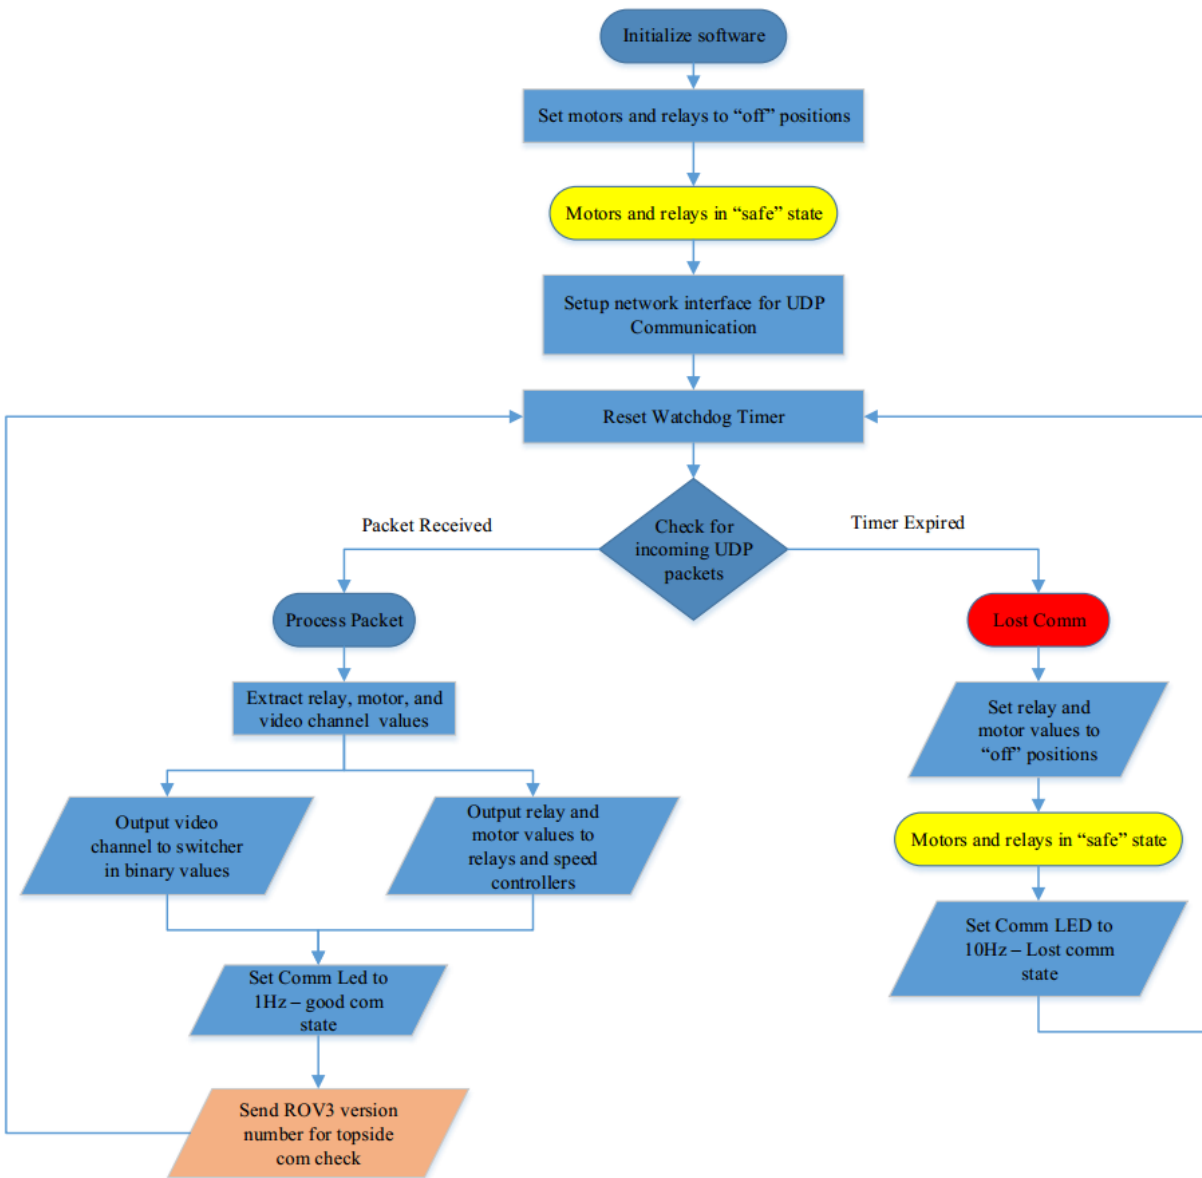 Initialize software
Set motors and relays to “off” positions
Motors and relays in “safe” state
Setup network interface for UDP
Communication
Reset Watchdog Timer
Packet Received
Check for
incoming UDP
packets
Timer Expired
Process Packet
Extract relay, motor, and
video channel values
Output video
channel to switcher
in binary values
Output relay and
motor values to
relays and speed
controllers
Set Comm Led to
1Hz – good com
state
Send ROV3 version
number for topside
com check
Lost Comm
Set relay and
motor values to
“off” positions
Motors and relays in “safe” state
Set Comm LED to
10Hz – Lost comm
state